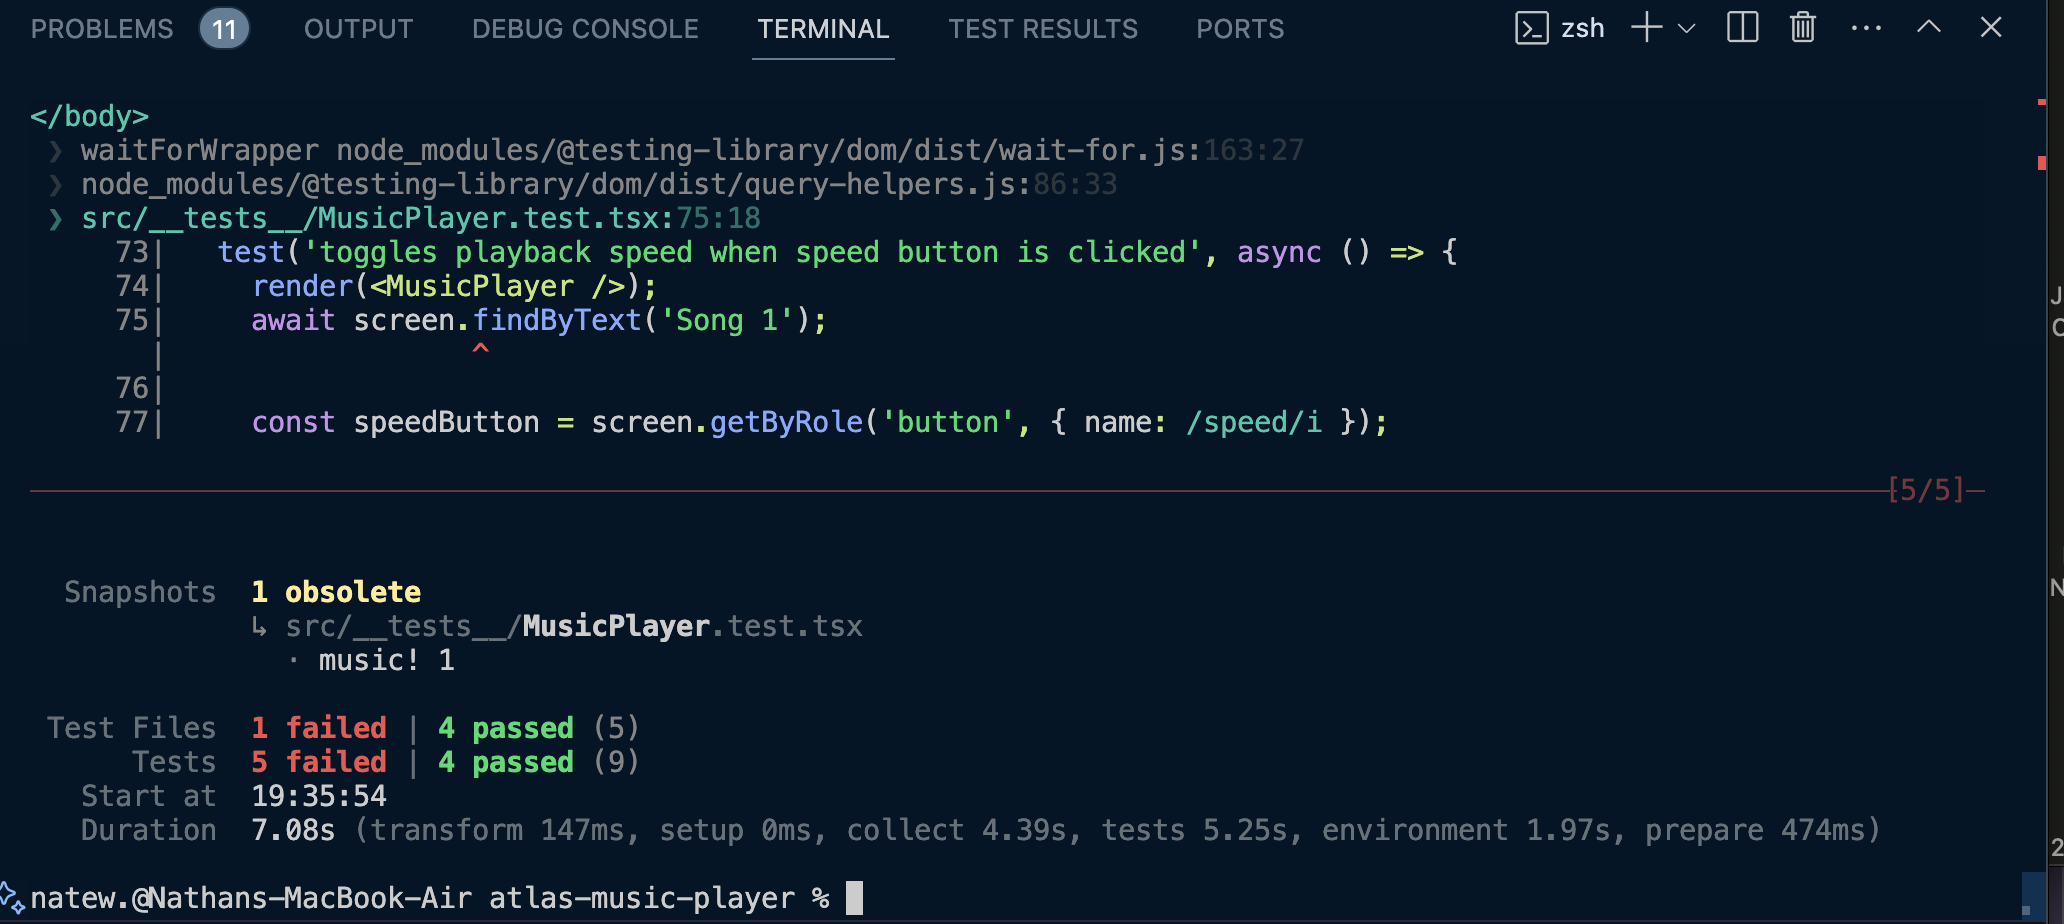 PROBLEMS 11 OUTPUT DEBUG CONSOLE TERMINAL TEST RESULTS PORTS zsh
</body>
❯ waitForWrapper node_modules/@testing-library/dom/dist/wait-for.js:163:27
❯ node_modules/@testing-library/dom/dist/query-helpers.js:86:33
❯ src/__tests__/MusicPlayer.test.tsx:75:18
73|   test('toggles playback speed when speed button is clicked', async () => {
74|     render(<MusicPlayer />);
75|     await screen.findByText('Song 1');
|                  ^
76|
77|     const speedButton = screen.getByRole('button', { name: /speed/i });
[5/5]
Snapshots  1 obsolete
↳ src/__tests__/MusicPlayer.test.tsx
· music! 1
Test Files  1 failed | 4 passed (5)
Tests  5 failed | 4 passed (9)
Start at  19:35:54
Duration  7.08s (transform 147ms, setup 0ms, collect 4.39s, tests 5.25s, environment 1.97s, prepare 474ms)
natew.@Nathans-MacBook-Air atlas-music-player %